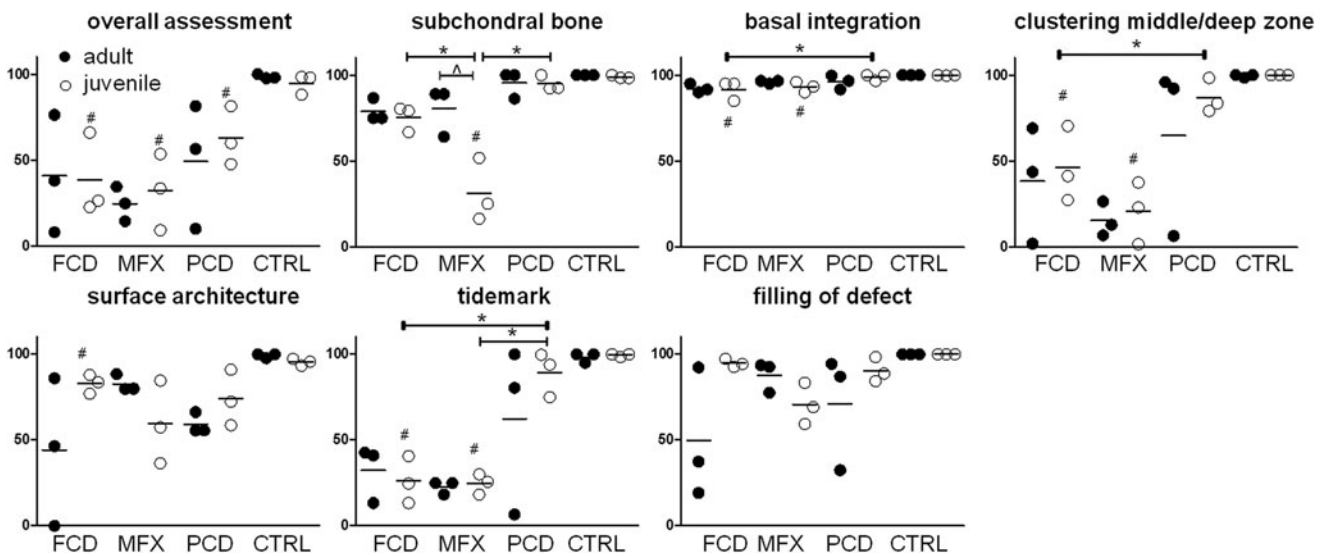 overall assessment
adult
juvenile
#
#
#
100
50
0
FCD MFX PCD CTRL
subchondral bone
* *
^
#
100
50
0
FCD MFX PCD CTRL
basal integration
*
# #
100
50
0
FCD MFX PCD CTRL
clustering middle/deep zone
*
#
#
100
50
0
FCD MFX PCD CTRL
surface architecture
#
100
50
0
FCD MFX PCD CTRL
tidemark
*
*
#
#
100
50
0
FCD MFX PCD CTRL
filling of defect
100
50
0
FCD MFX PCD CTRL